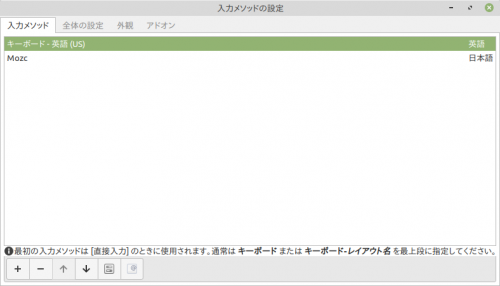 入力メソッドの設定
入力メソッド 全体の設定 外観 アドオン
キーボード - 英語 (US) 英語
Mozc 日本語
最初の入力メソッドは [直接入力] のときに使用されます。通常は キーボード または キーボード-レイアウト名 を最上段に指定してください。